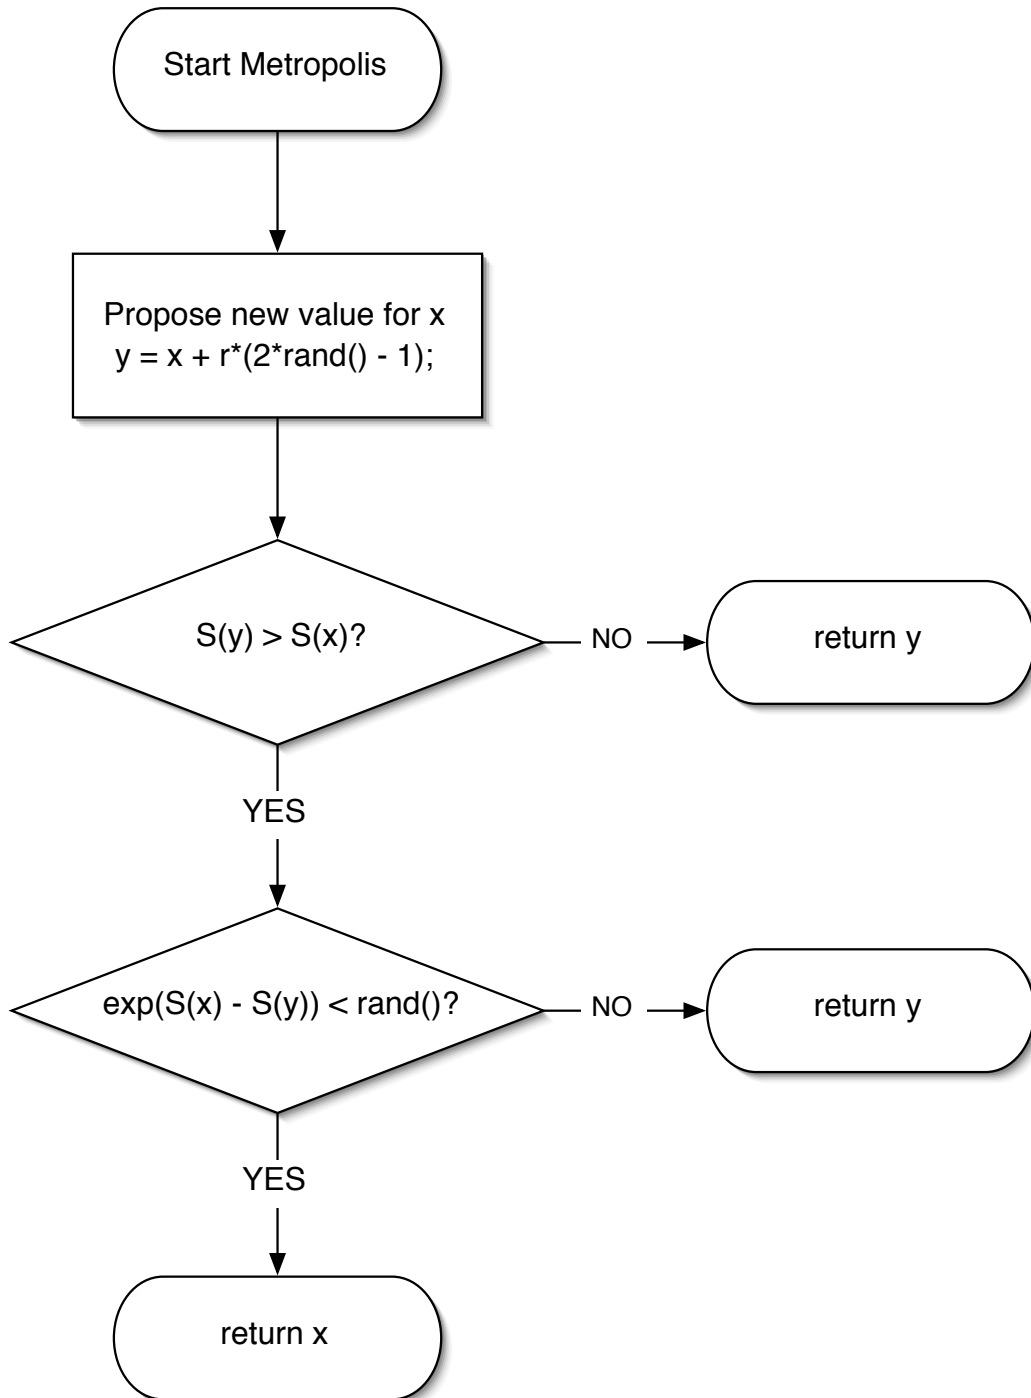 Start Metropolis
Propose new value for x
y = x + r*(2*rand() - 1);
S(y) > S(x)?
NO
return y
YES
exp(S(x) - S(y)) < rand()?
NO
return y
YES
return x